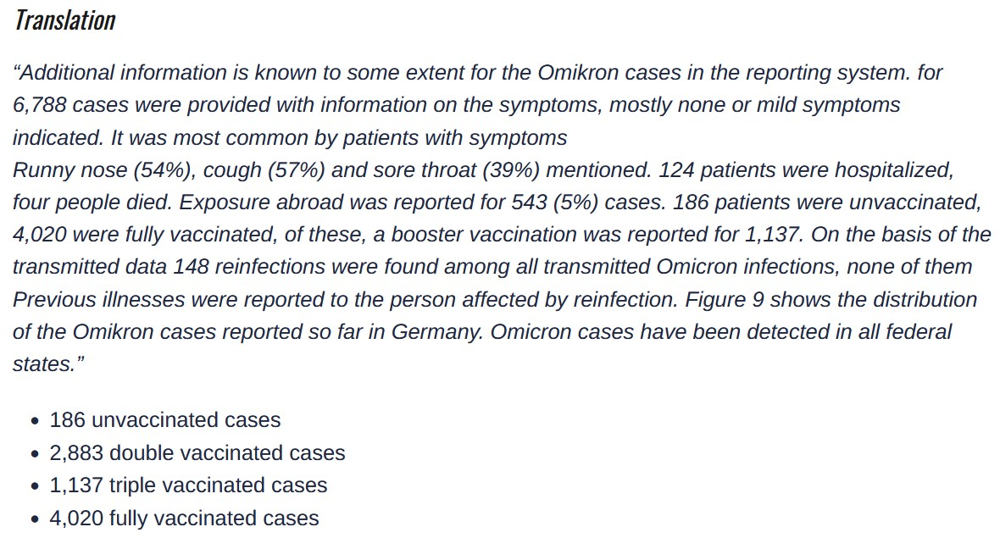 Translation
“Additional information is known to some extent for the Omikron cases in the reporting system. for
6,788 cases were provided with information on the symptoms, mostly none or mild symptoms
indicated. It was most common by patients with symptoms
Runny nose (54%), cough (57%) and sore throat (39%) mentioned. 124 patients were hospitalized,
four people died. Exposure abroad was reported for 543 (5%) cases. 186 patients were unvaccinated,
4,020 were fully vaccinated, of these, a booster vaccination was reported for 1,137. On the basis of the
transmitted data 148 reinfections were found among all transmitted Omicron infections, none of them
Previous illnesses were reported to the person affected by reinfection. Figure 9 shows the distribution
of the Omikron cases reported so far in Germany. Omicron cases have been detected in all federal
states.”
• 186 unvaccinated cases
• 2,883 double vaccinated cases
• 1,137 triple vaccinated cases
• 4,020 fully vaccinated cases